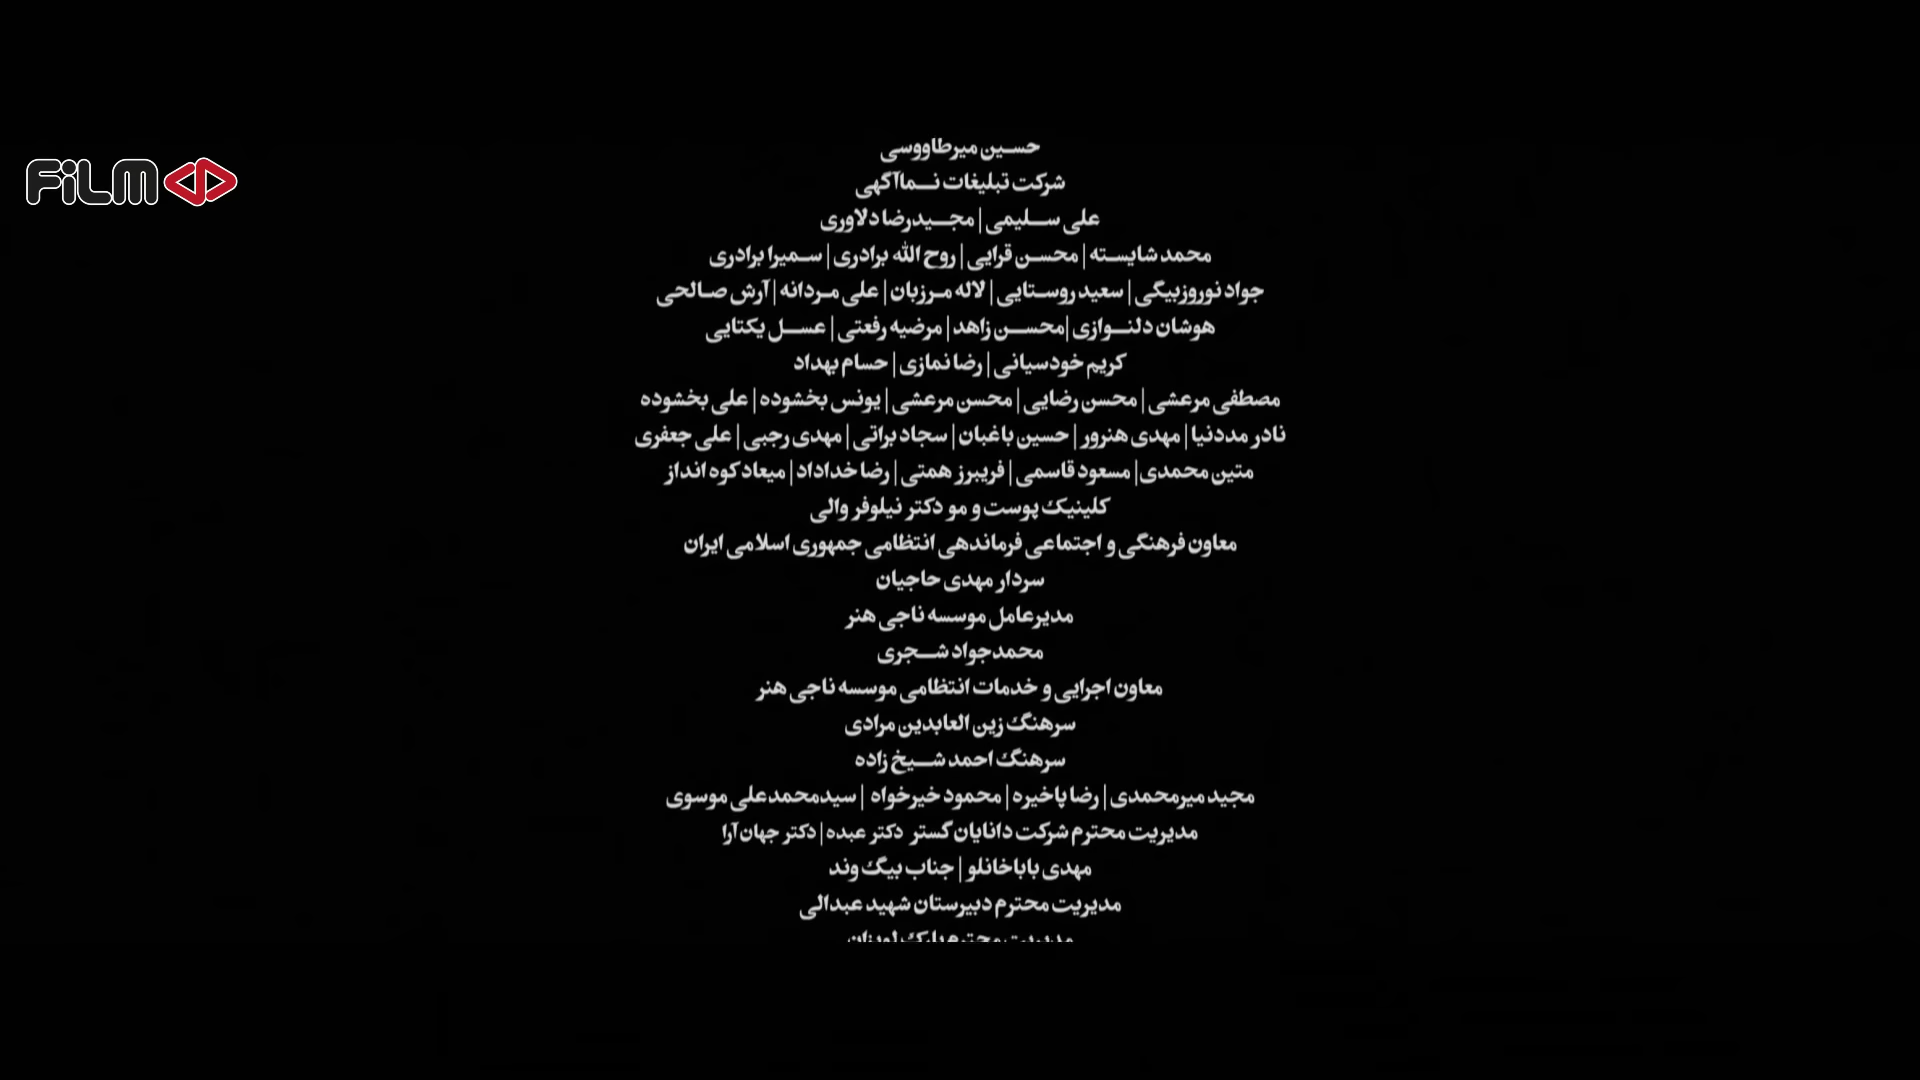 FiLM
حسین میرطاووسی
شرکت تبلیغات نماآگهی
علی سلیمی | مجیدرضا دلاوری
محمد شایسته | محسن قرایی | روح الله برادری | سمیرا برادری
جواد نوروزبیگی | سعید روستایی | لاله مرزبان | علی مردانه | آرش صالحی
هوشان دلنوازی | محسن زاهد | مرضیه رفعتی | عسل یکتایی
کریم خودسیانی | رضا نمازی | حسام بهداد
مصطفی مرعشی | محسن رضایی | محسن مرعشی | یونس بخشوده | علی بخشوده
نادر مددنیا | مهدی هنرور | حسین باغبان | سجاد براتی | مهدی رجبی | علی جعفری
متین محمدی | مسعود قاسمی | فریبرز همتی | رضا خداداد | میعاد کوه انداز
کلینیک پوست و مو دکتر نیلوفر والی
معاون فرهنگی و اجتماعی فرماندهی انتظامی جمهوری اسلامی ایران
سردار مهدی حاجیان
مدیرعامل موسسه ناجی هنر
محمدجواد شجری
معاون اجرایی و خدمات انتظامی موسسه ناجی هنر
سرهنگ زین العابدین مرادی
سرهنگ احمد شیخ زاده
مجید میرمحمدی | رضا پاخیره | محمود خیرخواه | سیدمحمدعلی موسوی
مدیریت محترم شرکت دانایان گستر دکتر عبده | دکتر جهان آرا
مهدی باباخانلو | جناب بیگ وند
مدیریت محترم دبیرستان شهید عبدالی
مدیریت محترم پارک لویزان